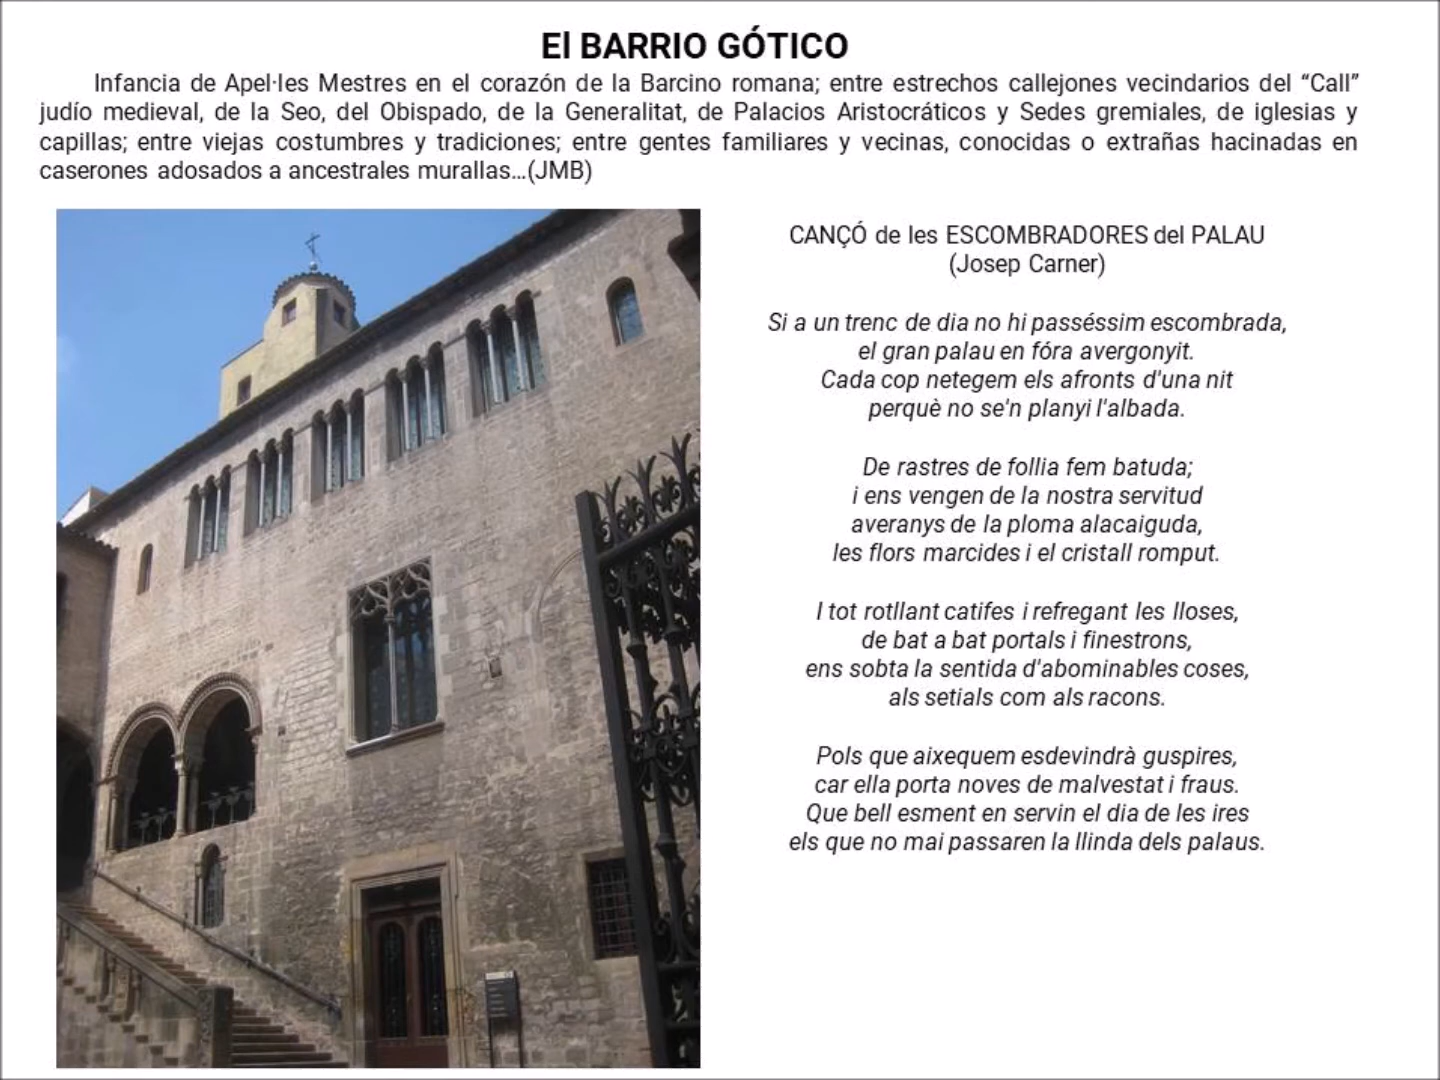 El BARRIO GÓTICO
Infancia de Apel·les Mestres en el corazón de la Barcino romana; entre estrechos callejones vecindarios del “Call”
judío medieval, de la Seo, del Obispado, de la Generalitat, de Palacios Aristocráticos y Sedes gremiales, de iglesias y
capillas; entre viejas costumbres y tradiciones; entre gentes familiares y vecinas, conocidas o extrañas hacinadas en
caserones adosados a ancestrales murallas…(JMB)
CANÇÓ de les ESCOMBRADORES del PALAU
(Josep Carner)
Si a un trenc de dia no hi passéssim escombrada,
el gran palau en fóra avergonyit.
Cada cop netegem els afronts d'una nit
perquè no se'n planyi l'albada.
De rastres de follia fem batuda;
i ens vengen de la nostra servitud
averanys de la ploma alacaiguda,
les flors marcides i el cristall romput.
I tot rotllant catifes i refregant les lloses,
de bat a bat portals i finestrons,
ens sobta la sentida d'abominables coses,
als setials com als racons.
Pols que aixequem esdevindrà guspires,
car ella porta noves de malvestat i fraus.
Que bell esment en servin el dia de les ires
els que no mai passaren la llinda dels palaus.